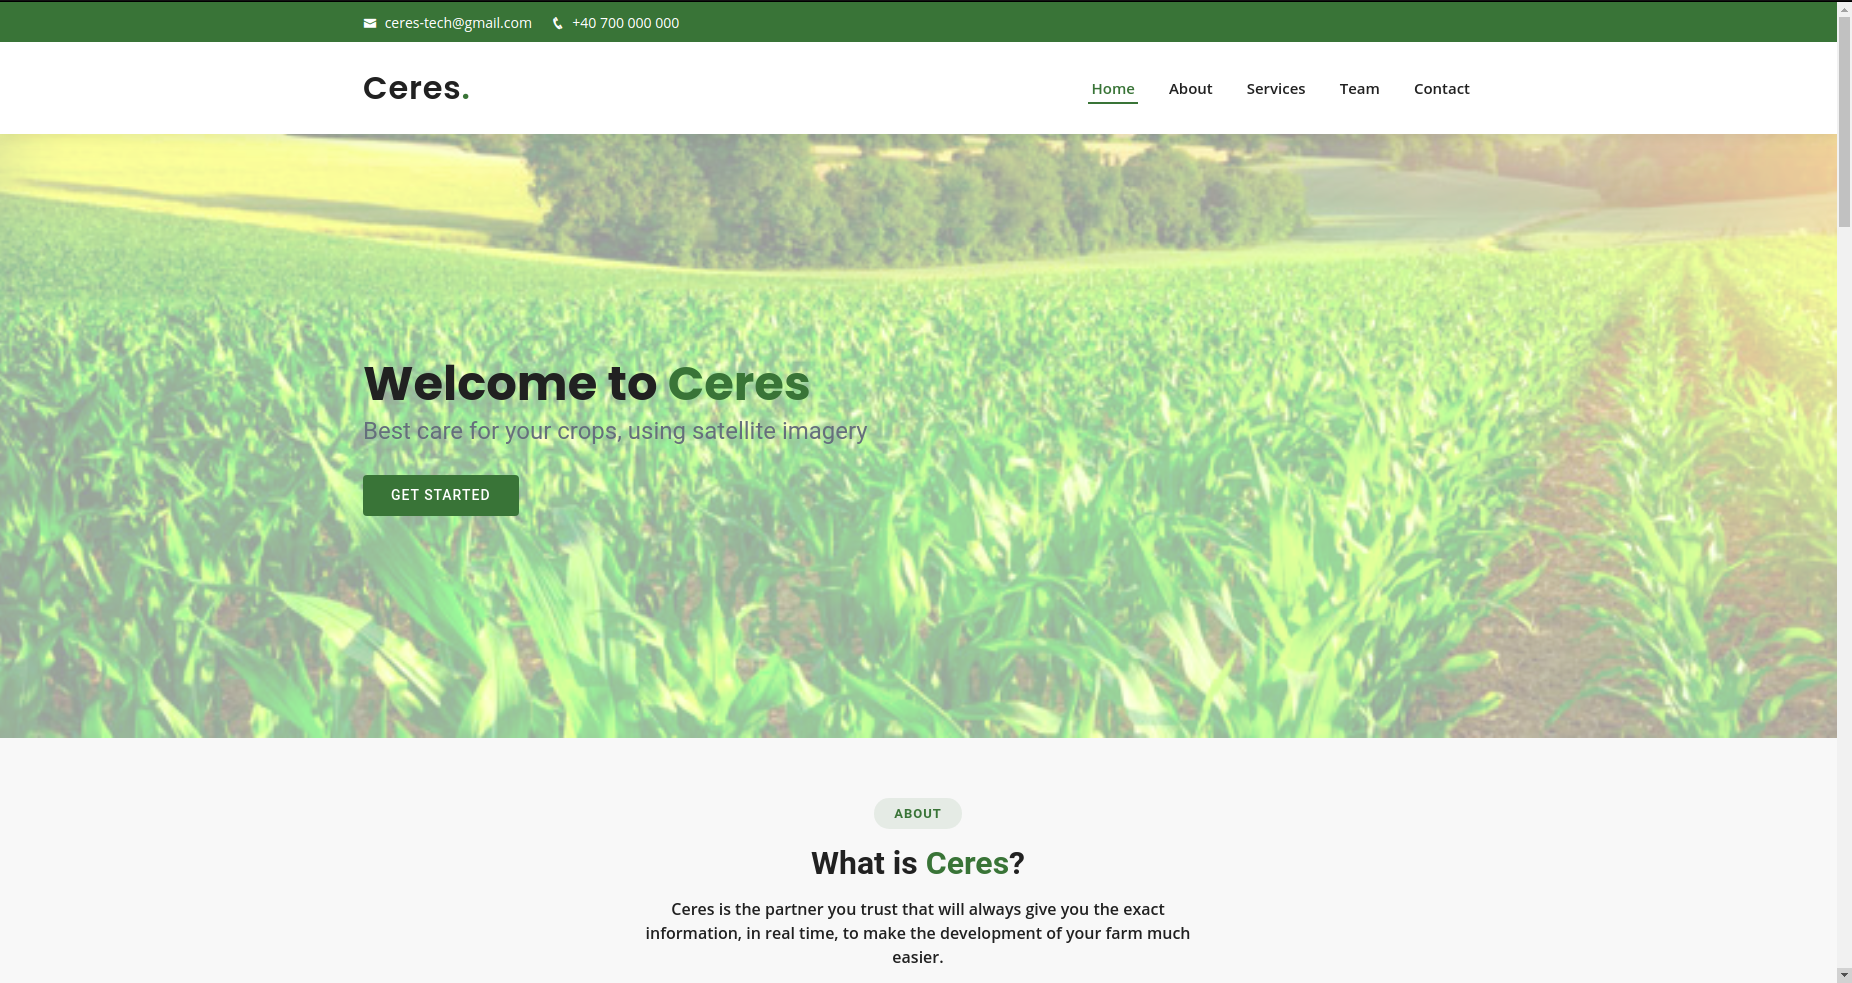 ceres-tech@gmail.com +40 700 000 000
Ceres.
Home About Services Team Contact
Welcome to Ceres
Best care for your crops, using satellite imagery
GET STARTED
ABOUT
What is Ceres?
Ceres is the partner you trust that will always give you the exact
information, in real time, to make the development of your farm much
easier.